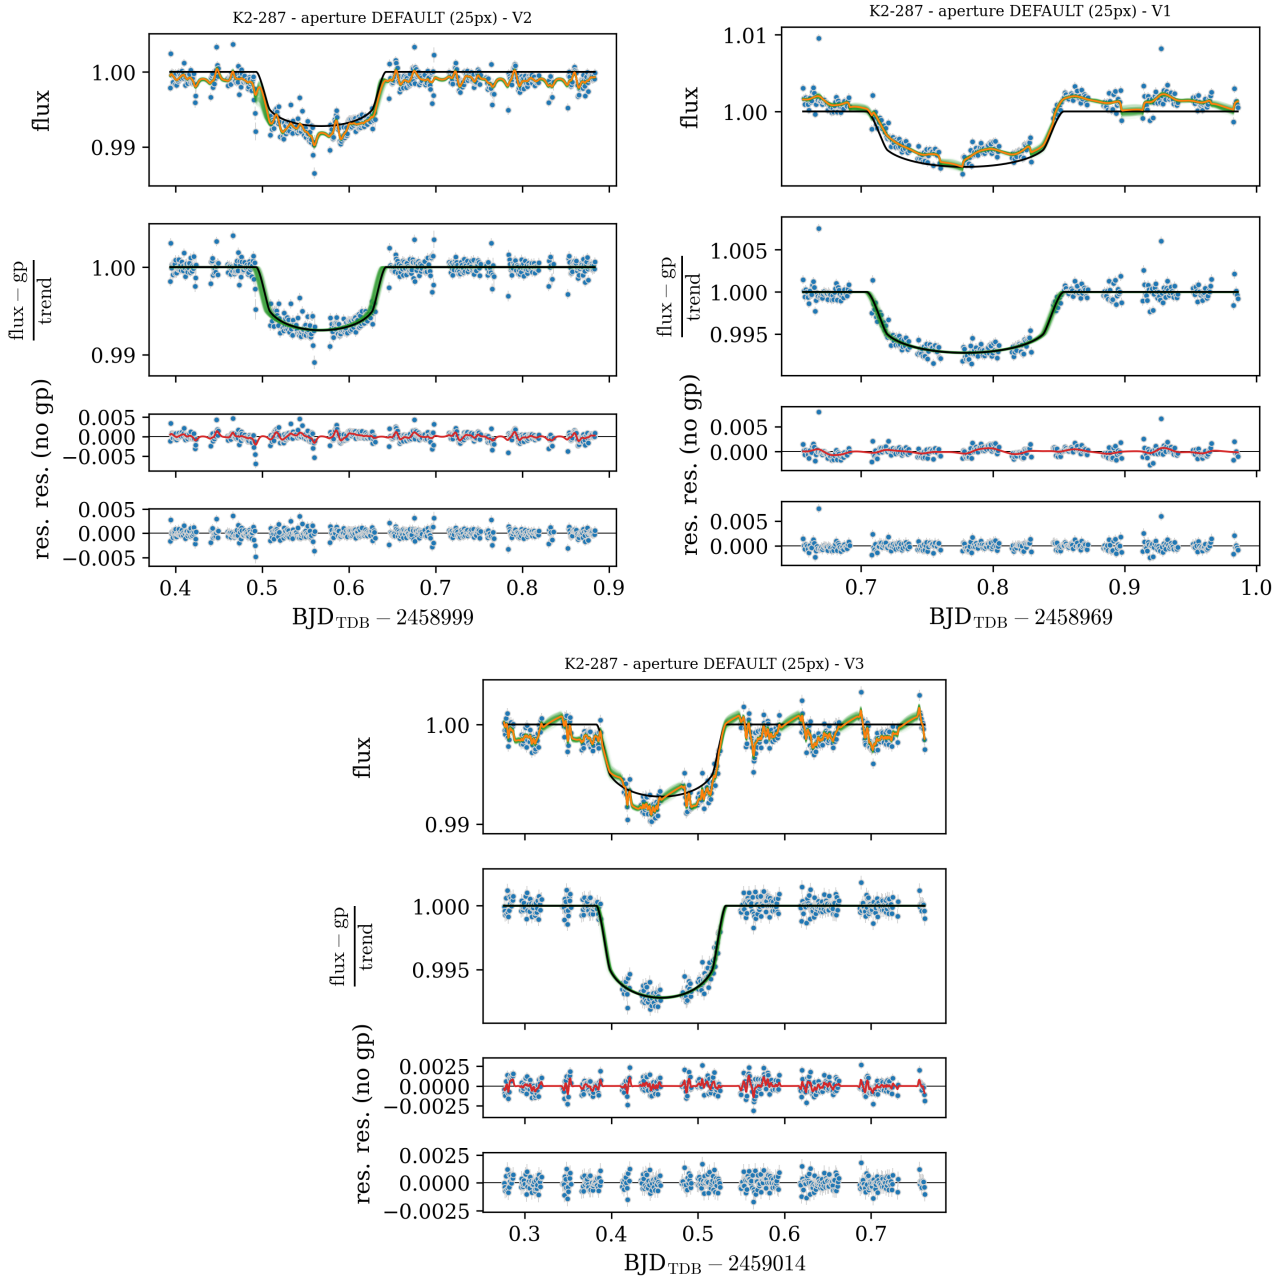 K2-287 - aperture DEFAULT (25px) - V2
1.00
0.99
flux
1.00
0.99
flux − gp
trend
0.005
0.000
−0.005
res. (no gp)
0.005
0.000
−0.005
res.
0.4 0.5 0.6 0.7 0.8 0.9
BJD_TDB − 2458999
K2-287 - aperture DEFAULT (25px) - V1
1.01
1.00
flux
1.005
1.000
0.995
flux − gp
trend
0.005
0.000
res. (no gp)
0.005
0.000
res.
0.7 0.8 0.9 1.0
BJD_TDB − 2458969
K2-287 - aperture DEFAULT (25px) - V3
1.00
0.99
flux
1.000
0.995
flux − gp
trend
0.0025
0.0000
−0.0025
res. (no gp)
0.0025
0.0000
−0.0025
res.
0.3 0.4 0.5 0.6 0.7
BJD_TDB − 2459014